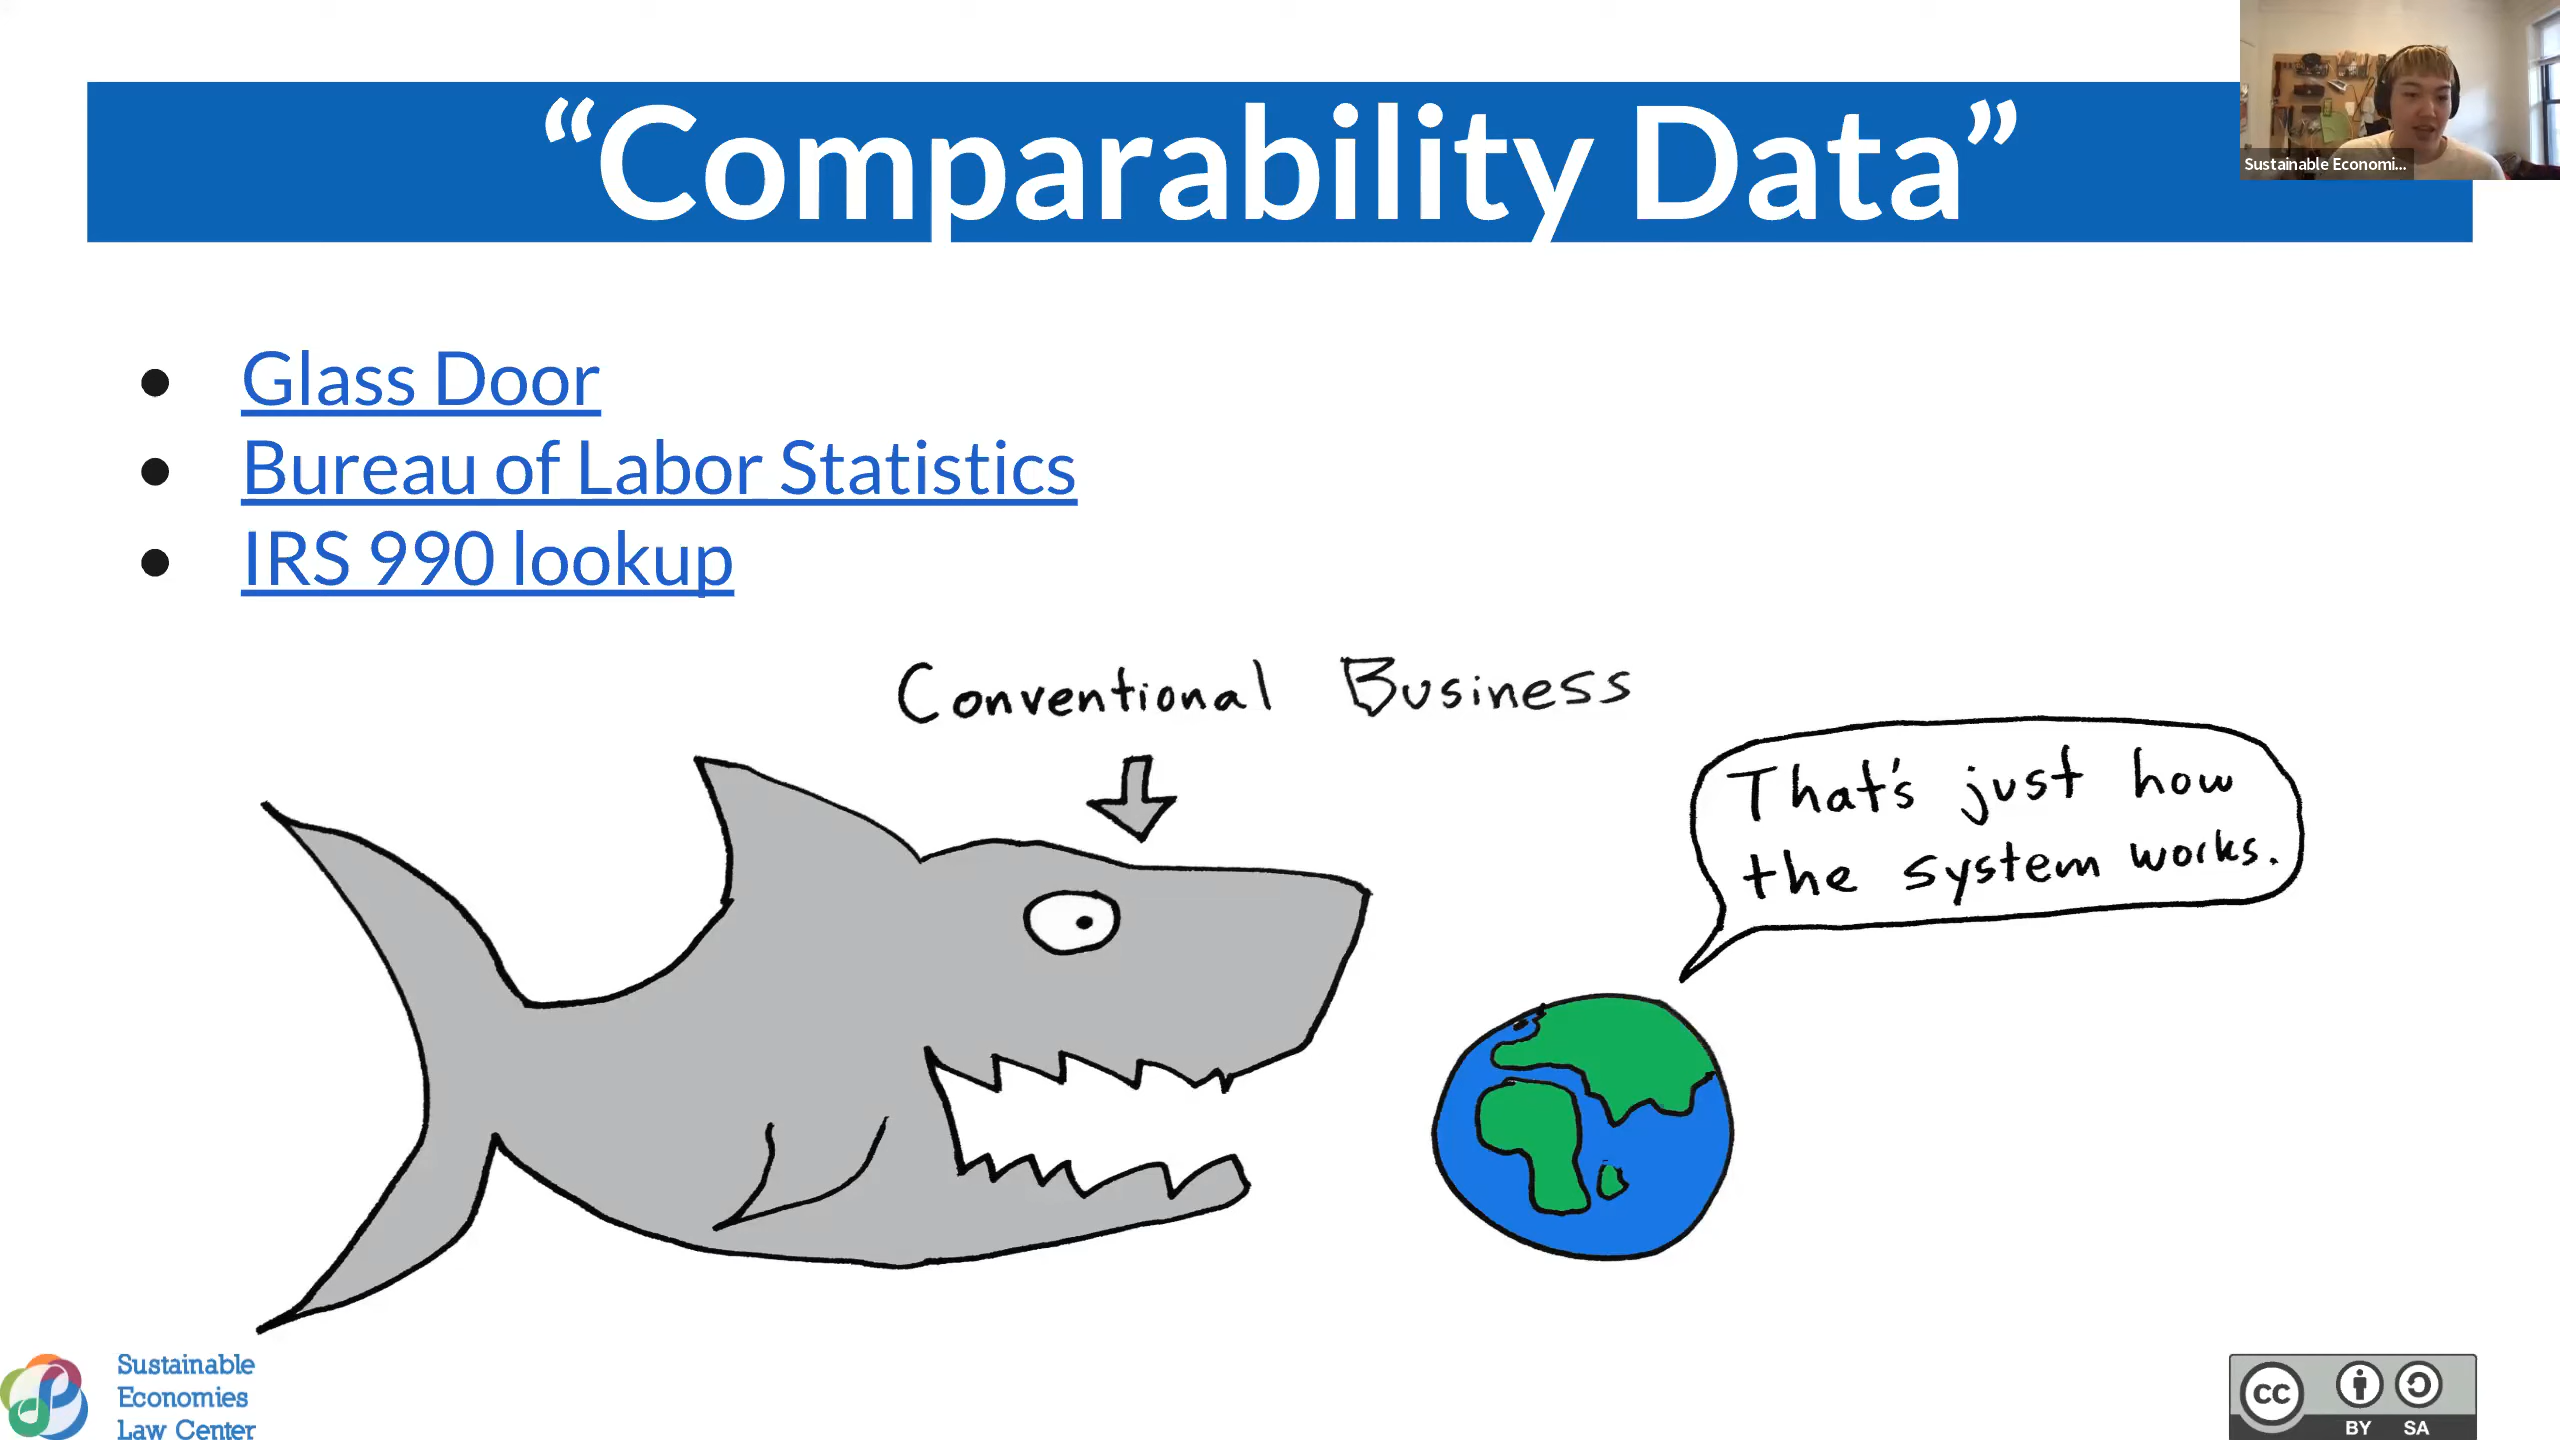 “Comparability Data”
Sustainable Economi...
Glass Door
Bureau of Labor Statistics
IRS 990 lookup
Conventional Business
That's just how
the system works.
Sustainable
Economies
Law Center
CC
BY SA